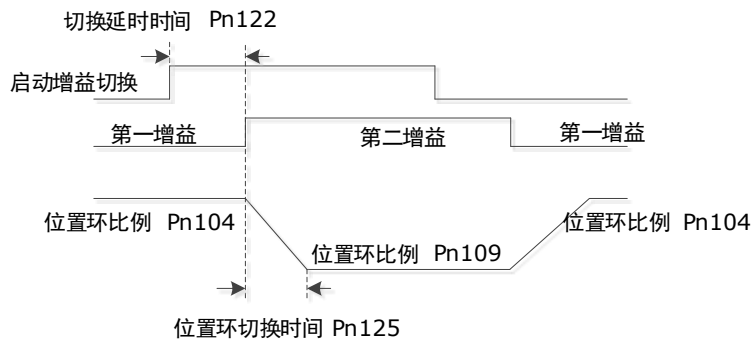 切换延时时间 Pn122
启动增益切换
第一增益 第二增益 第一增益
位置环比例 Pn104 位置环比例 Pn104
位置环比例 Pn109
位置环切换时间 Pn125